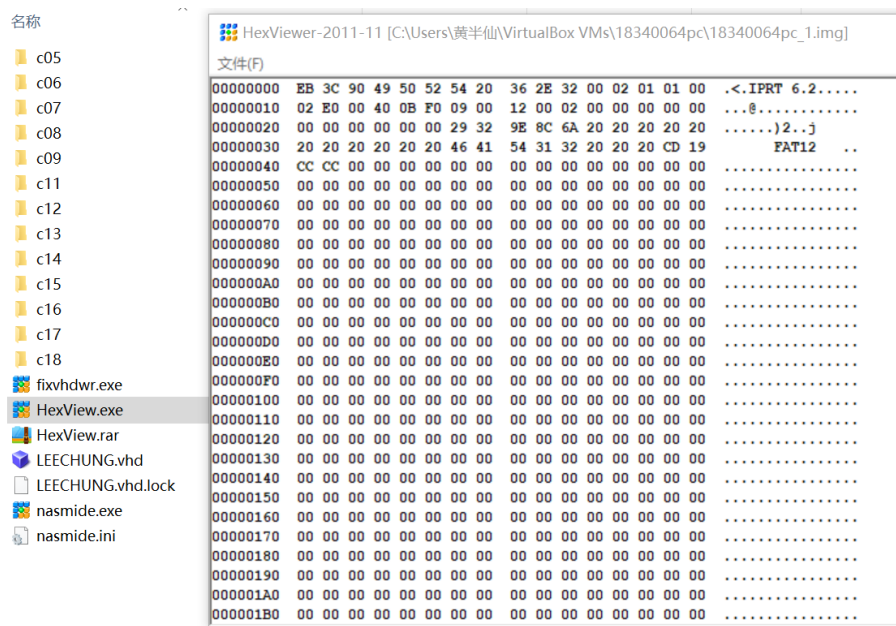 名称
c05
c06
c07
c08
c09
c11
c12
c13
c14
c15
c16
c17
c18
fixvhdwr.exe
HexView.exe
HexView.rar
LEECHUNG.vhd
LEECHUNG.vhd.lock
nasmide.exe
nasmide.ini
HexViewer-2011-11 [C:\Users\黄半仙\VirtualBox VMs\18340064pc\18340064pc_1.img]
文件(F)
00000000 EB 3C 90 49 50 52 54 20 36 2E 32 00 02 01 01 00 .<.IPRT 6.2.....
00000010 02 E0 00 40 0B F0 09 00 12 00 02 00 00 00 00 00 ...@............
00000020 00 00 00 00 00 00 29 32 9E 8C 6A 20 20 20 20 20 ......)2..j
00000030 20 20 20 20 20 20 46 41 54 31 32 20 20 20 CD 19 FAT12 ..
00000040 CC CC 00 00 00 00 00 00 00 00 00 00 00 00 00 00 ................
00000050 00 00 00 00 00 00 00 00 00 00 00 00 00 00 00 00 ................
00000060 00 00 00 00 00 00 00 00 00 00 00 00 00 00 00 00 ................
00000070 00 00 00 00 00 00 00 00 00 00 00 00 00 00 00 00 ................
00000080 00 00 00 00 00 00 00 00 00 00 00 00 00 00 00 00 ................
00000090 00 00 00 00 00 00 00 00 00 00 00 00 00 00 00 00 ................
000000A0 00 00 00 00 00 00 00 00 00 00 00 00 00 00 00 00 ................
000000B0 00 00 00 00 00 00 00 00 00 00 00 00 00 00 00 00 ................
000000C0 00 00 00 00 00 00 00 00 00 00 00 00 00 00 00 00 ................
000000D0 00 00 00 00 00 00 00 00 00 00 00 00 00 00 00 00 ................
000000E0 00 00 00 00 00 00 00 00 00 00 00 00 00 00 00 00 ................
000000F0 00 00 00 00 00 00 00 00 00 00 00 00 00 00 00 00 ................
00000100 00 00 00 00 00 00 00 00 00 00 00 00 00 00 00 00 ................
00000110 00 00 00 00 00 00 00 00 00 00 00 00 00 00 00 00 ................
00000120 00 00 00 00 00 00 00 00 00 00 00 00 00 00 00 00 ................
00000130 00 00 00 00 00 00 00 00 00 00 00 00 00 00 00 00 ................
00000140 00 00 00 00 00 00 00 00 00 00 00 00 00 00 00 00 ................
00000150 00 00 00 00 00 00 00 00 00 00 00 00 00 00 00 00 ................
00000160 00 00 00 00 00 00 00 00 00 00 00 00 00 00 00 00 ................
00000170 00 00 00 00 00 00 00 00 00 00 00 00 00 00 00 00 ................
00000180 00 00 00 00 00 00 00 00 00 00 00 00 00 00 00 00 ................
00000190 00 00 00 00 00 00 00 00 00 00 00 00 00 00 00 00 ................
000001A0 00 00 00 00 00 00 00 00 00 00 00 00 00 00 00 00 ................
000001B0 00 00 00 00 00 00 00 00 00 00 00 00 00 00 00 00 ................